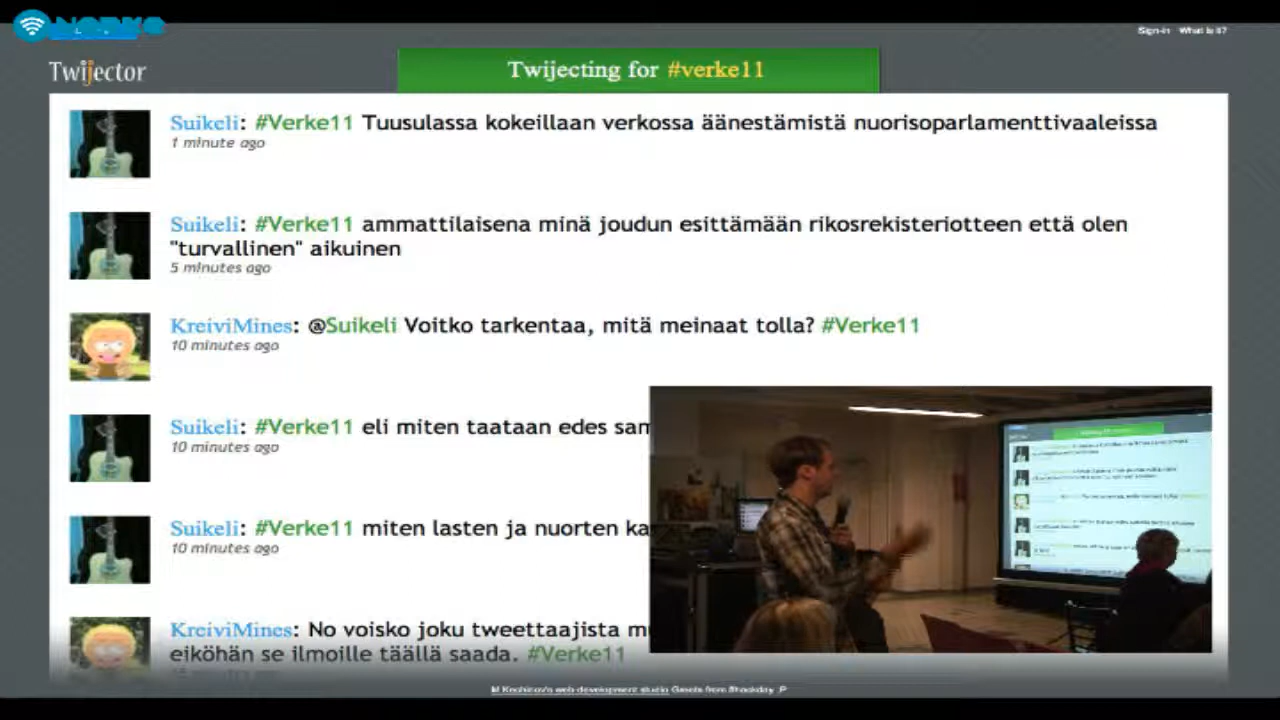 Sign-in What is it?
Twijector
Twijecting for #verke11
Suikeli: #Verke11 Tuusulassa kokeillaan verkossa äänestämistä nuorisoparlamenttivaaleissa
1 minute ago
Suikeli: #Verke11 ammattilaisena minä joudun esittämään rikosrekisteriotteen että olen
"turvallinen" aikuinen
5 minutes ago
KreiviMines: @Suikeli Voitko tarkentaa, mitä meinaat tolla? #Verke11
10 minutes ago
Suikeli: #Verke11 eli miten taataan edes sam
10 minutes ago
Suikeli: #Verke11 miten lasten ja nuorten ka
10 minutes ago
KreiviMines: No voisko joku tweettaajista m
eiköhän se ilmoille täällä saada. #Verke11